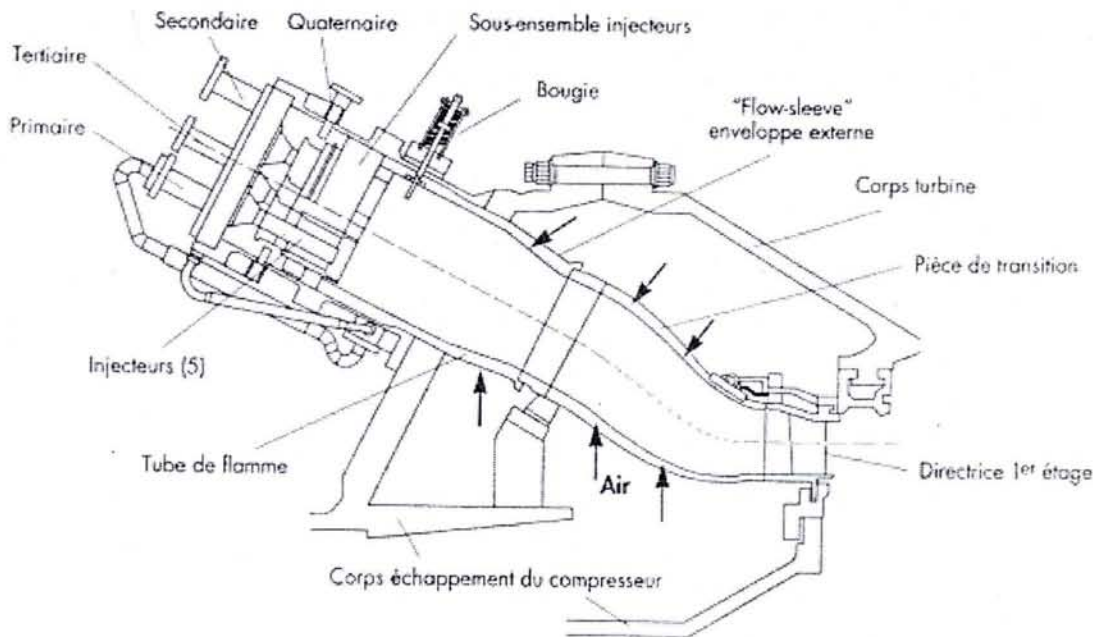 Secondaire
Quaternaire
Sous-ensemble injecteurs
Tertiaire
Bougie
"Flow-sleeve"
enveloppe externe
Primaire
Corps turbine
Pièce de transition
Injecteurs (5)
Tube de flamme
Air
Directrice 1er étage
Corps échappement du compresseur